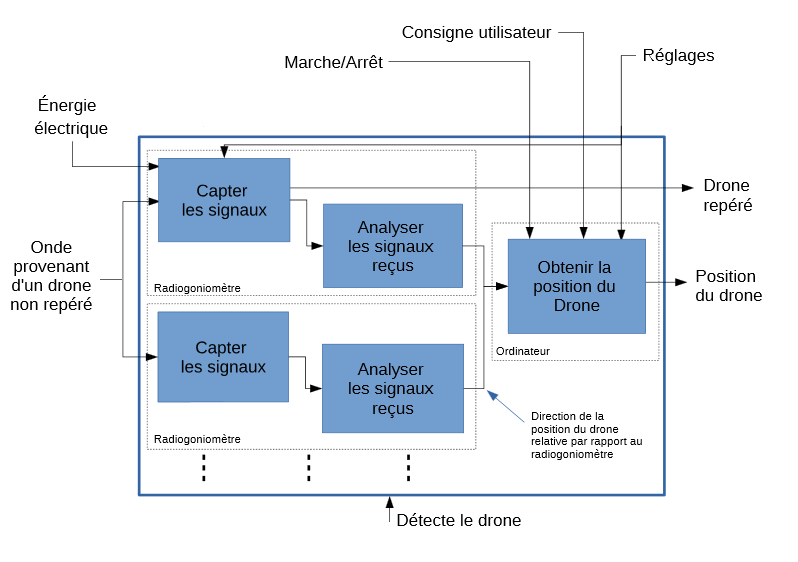 Consigne utilisateur
Marche/Arrêt
Réglages
Énergie
électrique
Capter
les signaux
Analyser
les signaux
reçus
Radiogoniomètre
Drone
repéré
Onde
provenant
d'un drone
non repéré
Obtenir la
position du
Drone
Ordinateur
Position
du drone
Capter
les signaux
Analyser
les signaux
reçus
Radiogoniomètre
Direction de la
position du drone
relative par rapport au
radiogoniomètre
Détecte le drone